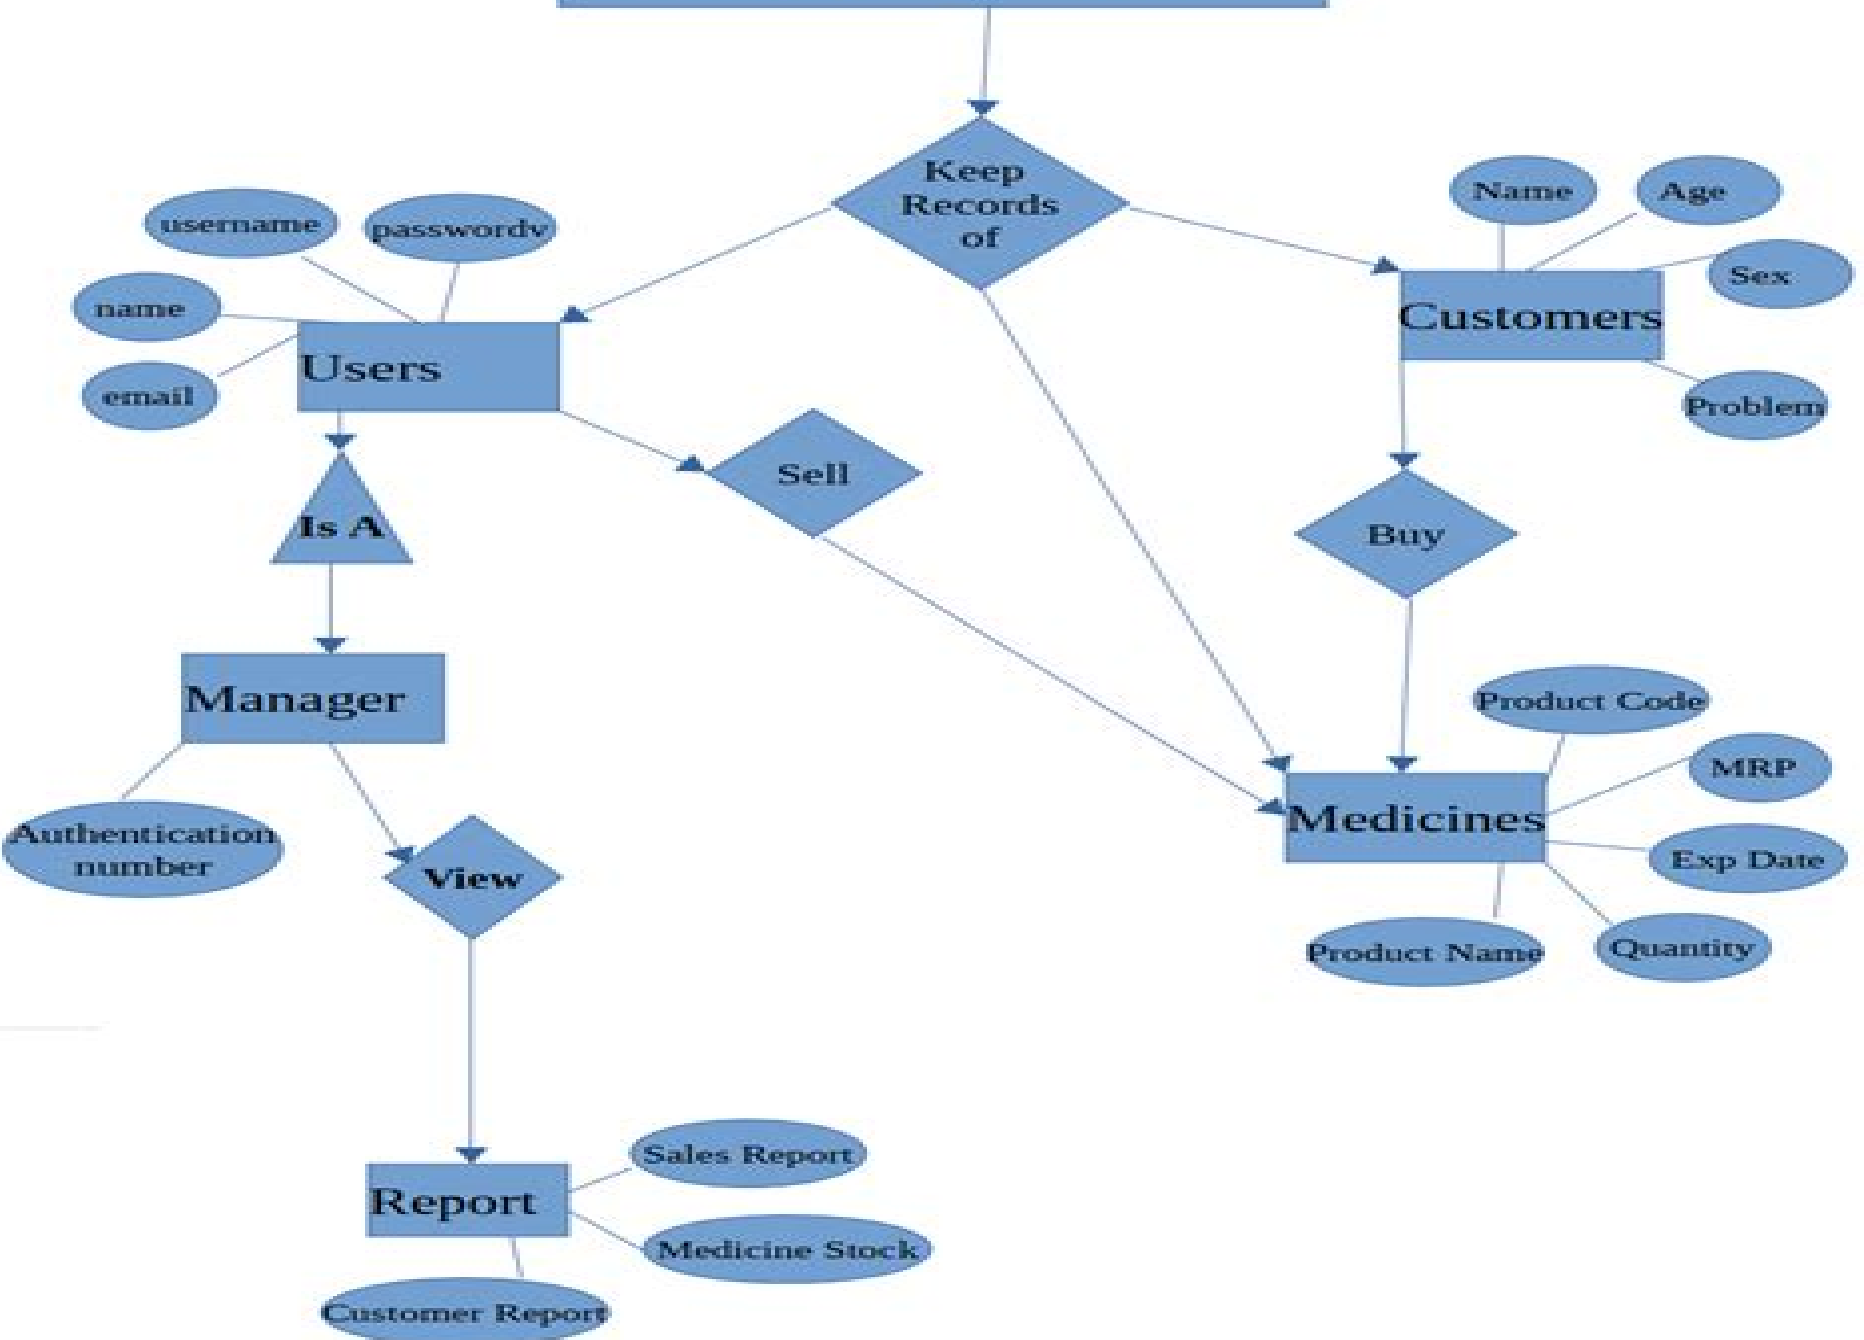 Keep
Records
of
Name
Age
username
passwordv
Sex
name
Customers
Users
email
Problem
Sell
Is A
Buy
Manager
Product Code
MRP
Medicines
Authentication
number
View
Exp Date
Product Name
Quantity
Sales Report
Report
Medicine Stock
Customer Report